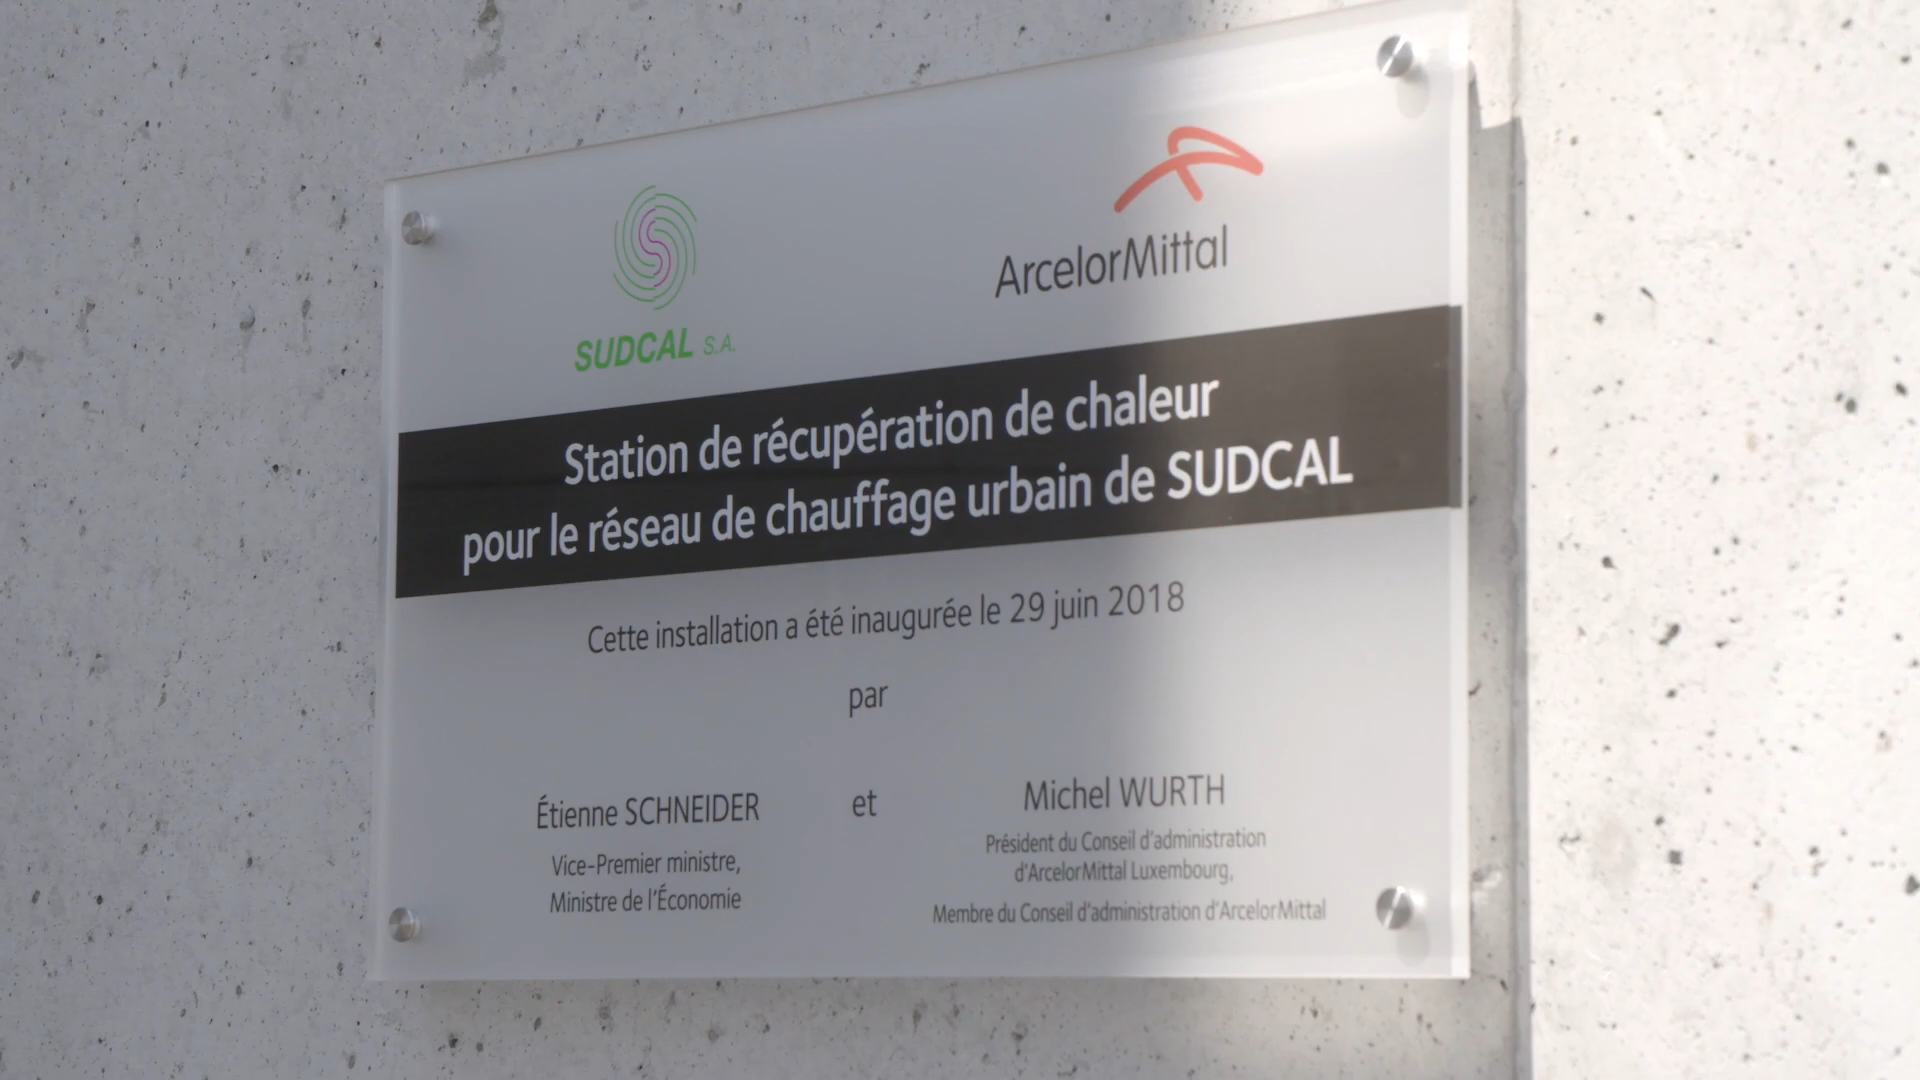 SUDCAL S.A.
ArcelorMittal
Station de récupération de chaleur
pour le réseau de chauffage urbain de SUDCAL
Cette installation a été inaugurée le 29 juin 2018
par
Étienne SCHNEIDER
Vice-Premier ministre,
Ministre de l'Économie
et
Michel WURTH
Président du Conseil d'administration
d'ArcelorMittal Luxembourg,
Membre du Conseil d'administration d'ArcelorMittal